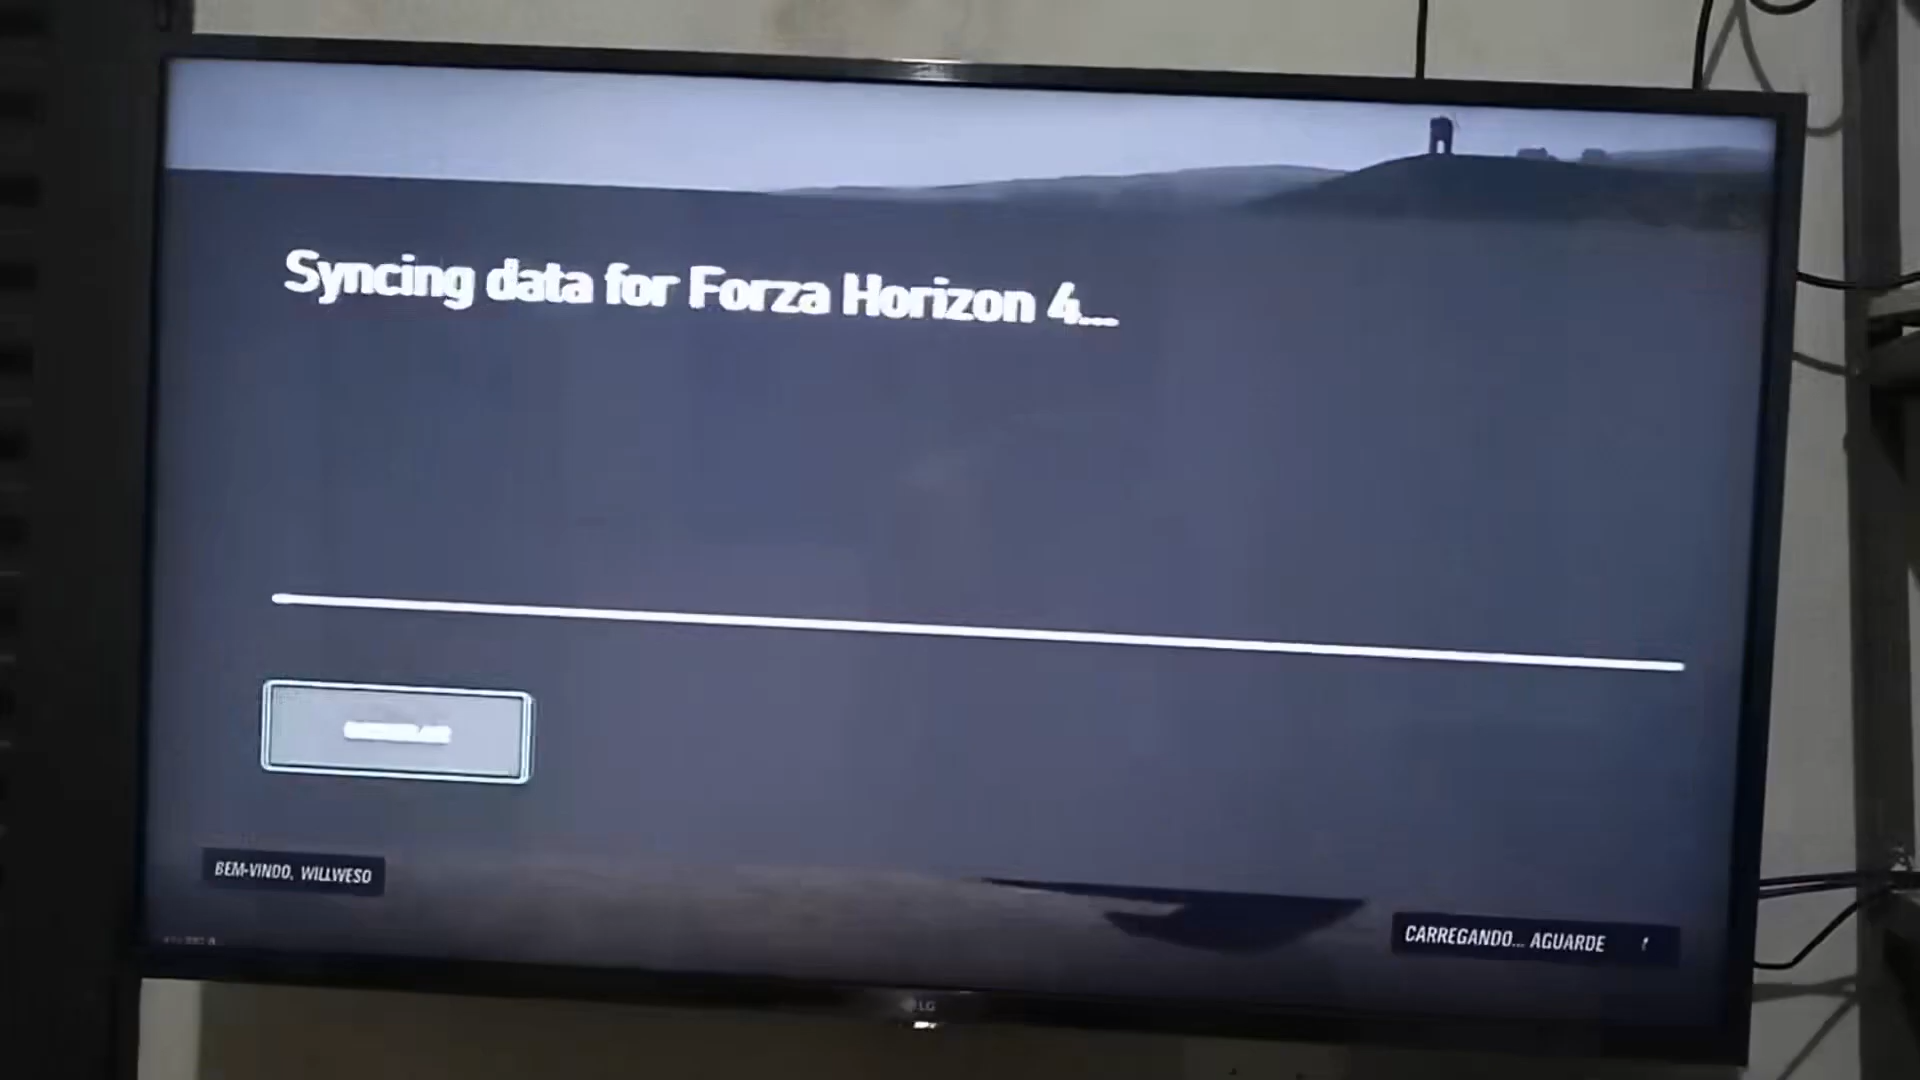 Syncing data for Forza Horizon 4...
BEM-VINDO, WILLWESO
CARREGANDO... AGUARDE
LG